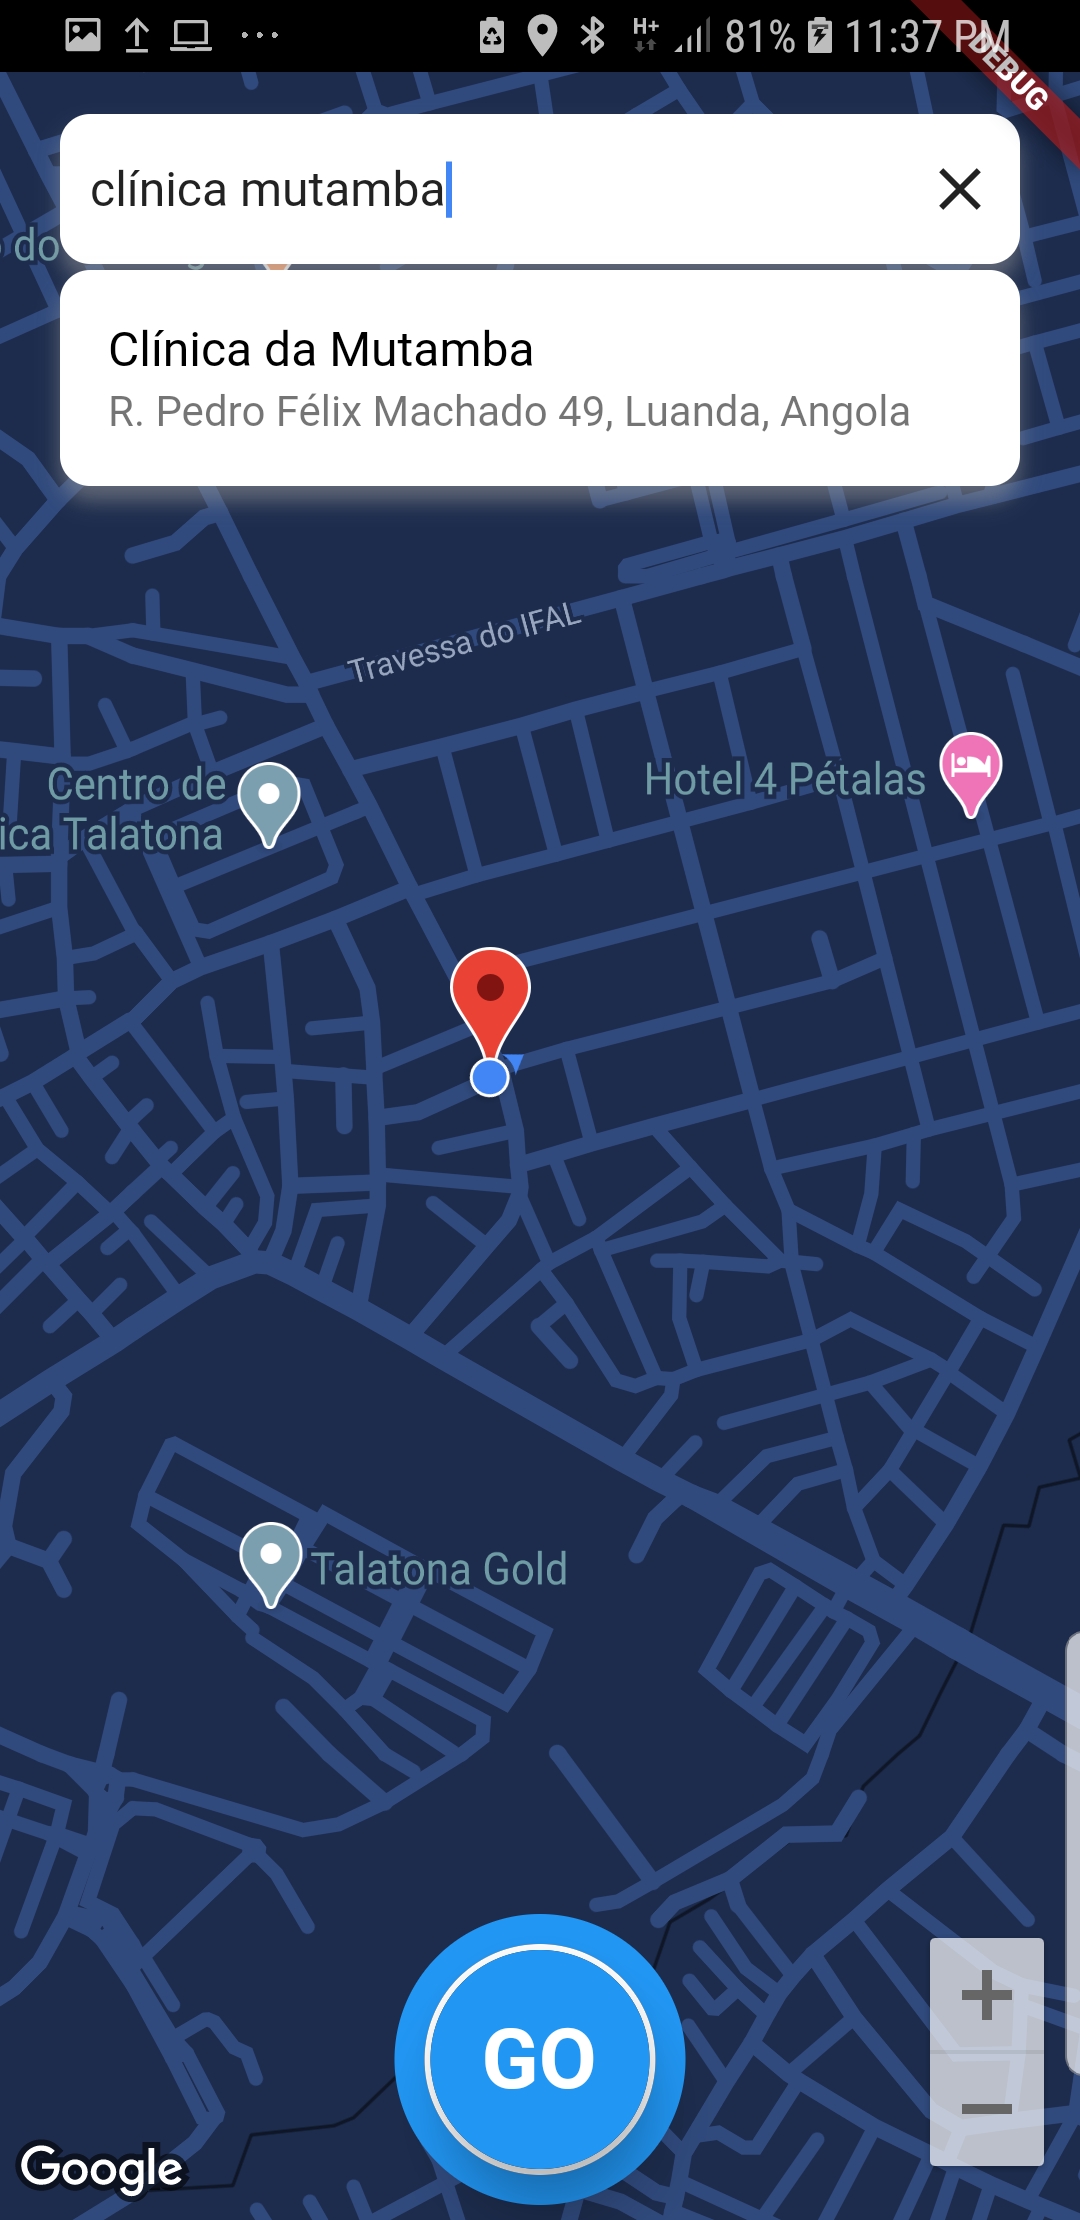 H+
81%
11:37 PM
DEBUG
clínica mutamba
do
Clínica da Mutamba
R. Pedro Félix Machado 49, Luanda, Angola
Travessa do IFAL
Hotel 4 Pétalas
Centro de
ica Talatona
Talatona Gold
GO
Google